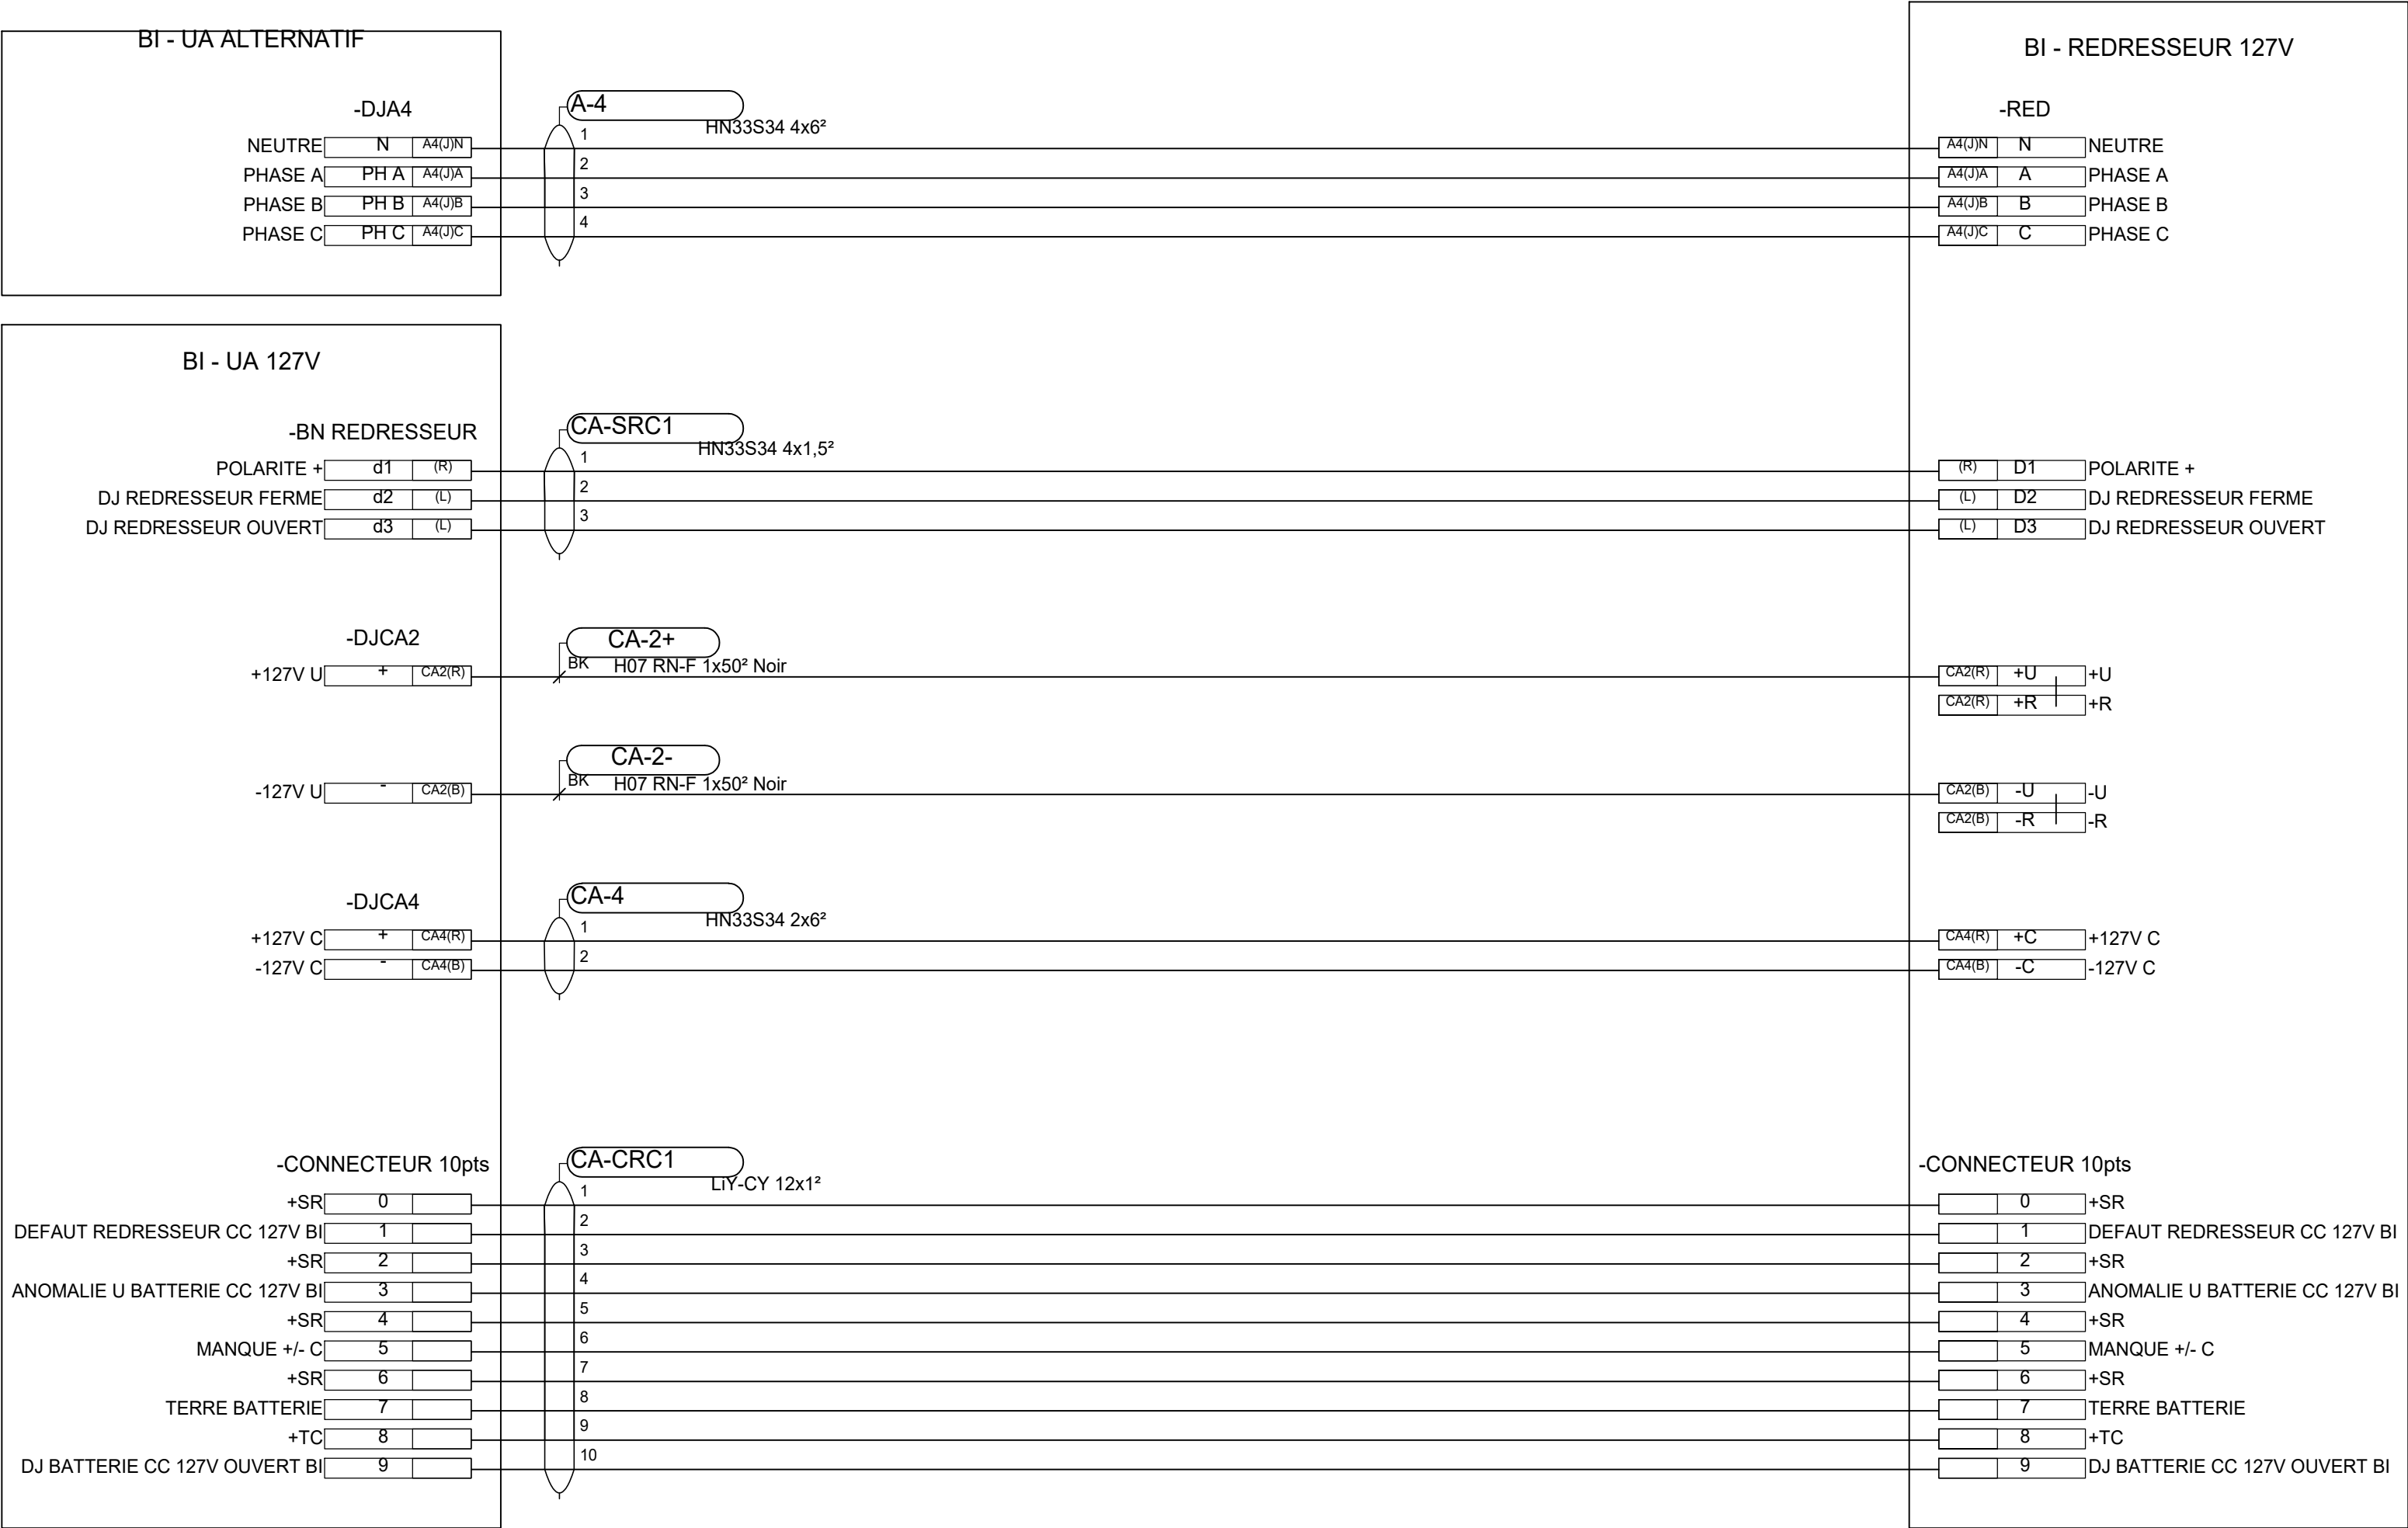 BI - UA ALTERNATIF
BI - REDRESSEUR 127V
-DJA4
A-4
HN33S34 4x6²
-RED
NEUTRE N A4(J)N 1 A4(J)N N NEUTRE
PHASE A PH A A4(J)A 2 A4(J)A A PHASE A
PHASE B PH B A4(J)B 3 A4(J)B B PHASE B
PHASE C PH C A4(J)C 4 A4(J)C C PHASE C
BI - UA 127V
-BN REDRESSEUR
CA-SRC1
HN33S34 4x1,5²
POLARITE + d1 (R) 1 (R) D1 POLARITE +
DJ REDRESSEUR FERME d2 (L) 2 (L) D2 DJ REDRESSEUR FERME
DJ REDRESSEUR OUVERT d3 (L) 3 (L) D3 DJ REDRESSEUR OUVERT
-DJCA2
CA-2+
+127V U + CA2(R) BK H07 RN-F 1x50² Noir CA2(R) +U +U
CA2(R) +R +R
CA-2-
-127V U - CA2(B) BK H07 RN-F 1x50² Noir CA2(B) -U -U
CA2(B) -R -R
-DJCA4
CA-4
HN33S34 2x6²
+127V C + CA4(R) 1 CA4(R) +C +127V C
-127V C - CA4(B) 2 CA4(B) -C -127V C
-CONNECTEUR 10pts
CA-CRC1
LiY-CY 12x1²
-CONNECTEUR 10pts
+SR 0 1 0 +SR
DEFAUT REDRESSEUR CC 127V BI 1 2 1 DEFAUT REDRESSEUR CC 127V BI
+SR 2 3 2 +SR
ANOMALIE U BATTERIE CC 127V BI 3 4 3 ANOMALIE U BATTERIE CC 127V BI
+SR 4 5 4 +SR
MANQUE +/- C 5 6 5 MANQUE +/- C
+SR 6 7 6 +SR
TERRE BATTERIE 7 8 7 TERRE BATTERIE
+TC 8 9 8 +TC
DJ BATTERIE CC 127V OUVERT BI 9 10 9 DJ BATTERIE CC 127V OUVERT BI